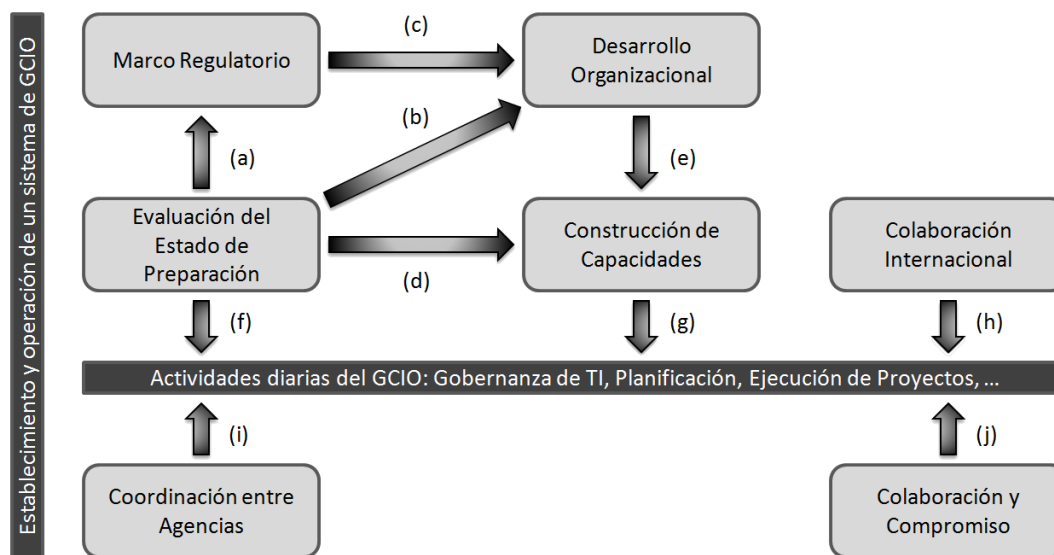 Establecimiento y operación de un sistema de GCIO
Marco Regulatorio
(c)
Desarrollo
Organizacional
(b)
(a)
(e)
Evaluación del
Estado de
Preparación
(d)
Construcción de
Capacidades
Colaboración
Internacional
(f)
(g)
(h)
Actividades diarias del GCIO: Gobernanza de TI, Planificación, Ejecución de Proyectos, ...
(i)
(j)
Coordinación entre
Agencias
Colaboración y
Compromiso